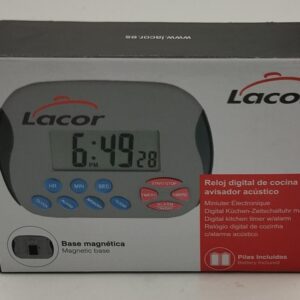 www.lacor.es
Lacor
Lacor
6:49 28
PM
HR MIN SEC START/STOP
CLOCK
Reloj digital de cocina
avisador acústico
Minuter Electronique
Digital Küchen-Zeitschaltuhr m
Digital kitchen timer w/alarm
Relógio digital de cozinha
c/alarme acústico
Base magnética
Magnetic base
Pilas incluidas
Battery included